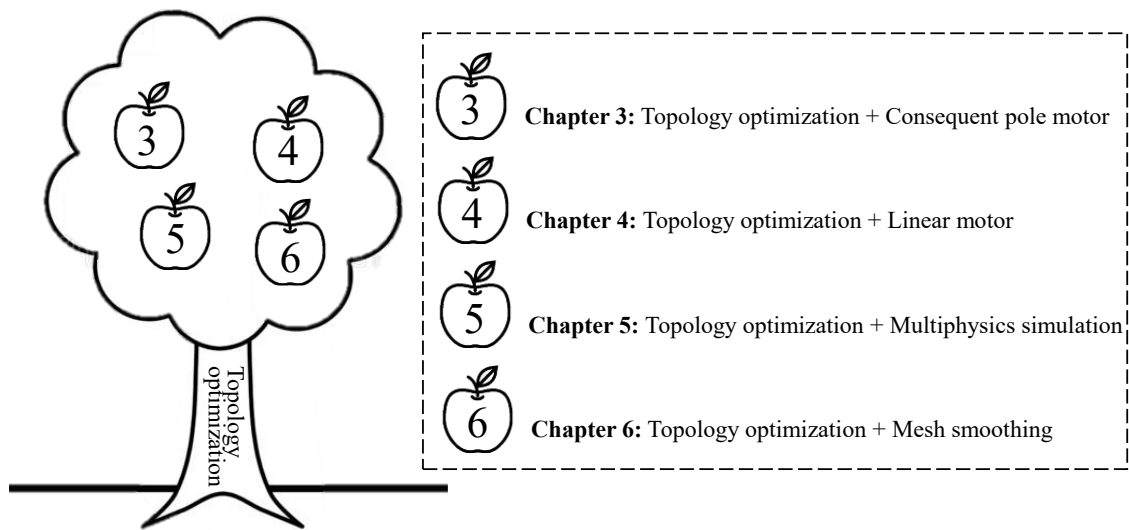 3
4
5
6
Topology
optimization
3
Chapter 3: Topology optimization + Consequent pole motor
4
Chapter 4: Topology optimization + Linear motor
5
Chapter 5: Topology optimization + Multiphysics simulation
6
Chapter 6: Topology optimization + Mesh smoothing